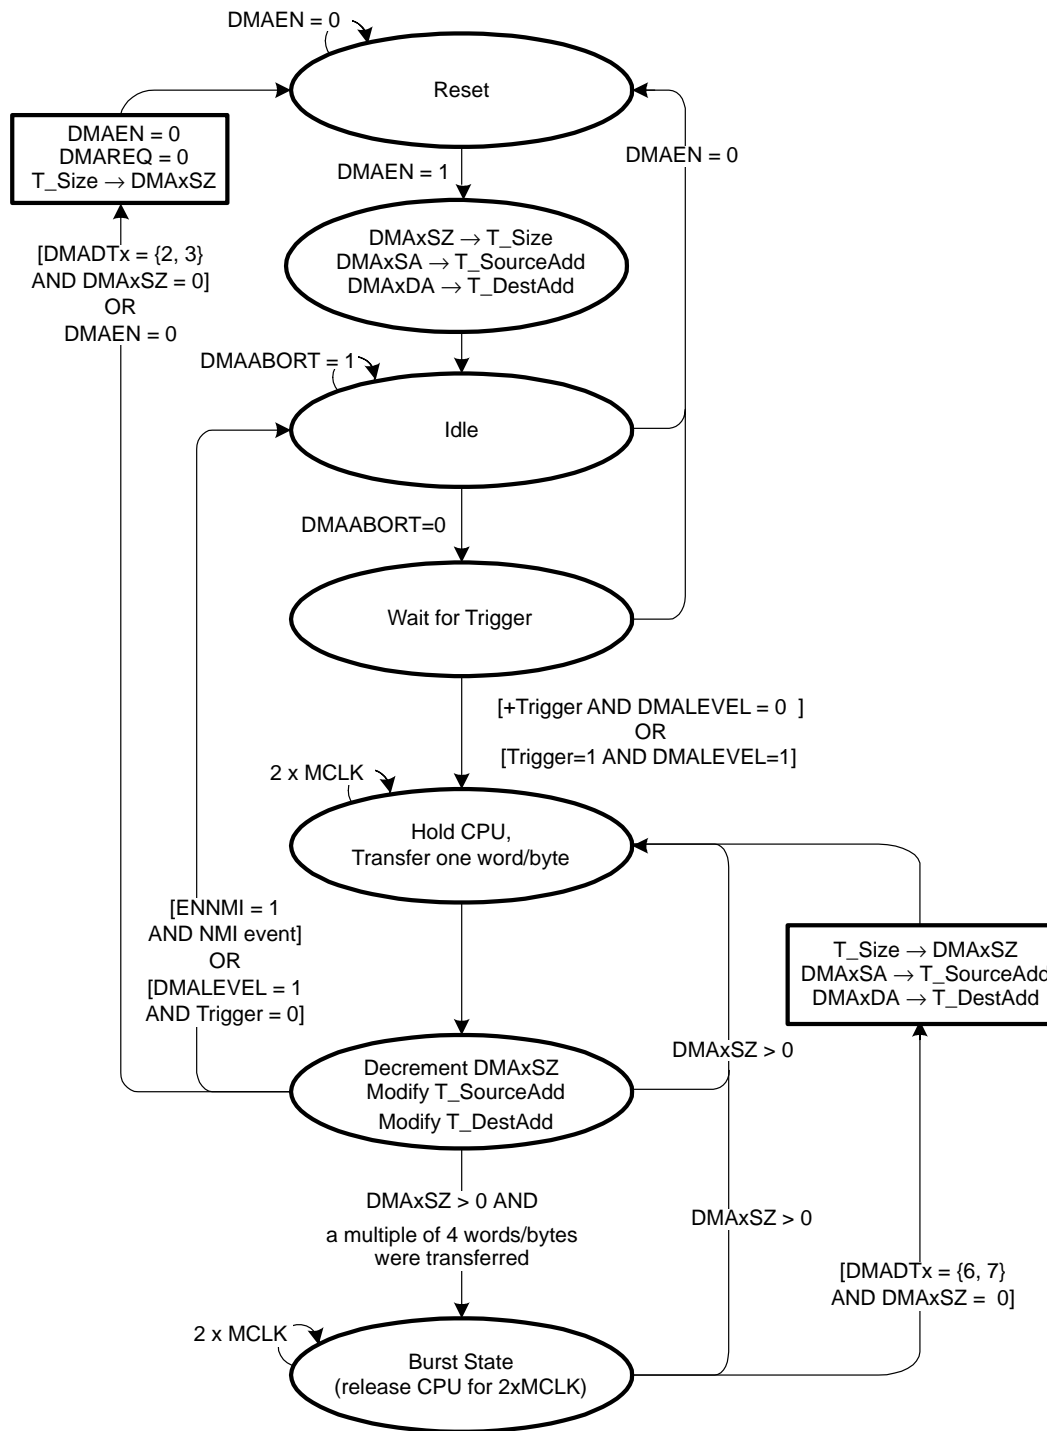 DMAEN = 0
Reset
DMAEN = 0
DMAREQ = 0
T_Size → DMAxSZ
DMAEN = 0
DMAEN = 1
[DMADTx = {2, 3}
AND DMAxSZ = 0]
OR
DMAEN = 0
DMAxSZ → T_Size
DMAxSA → T_SourceAdd
DMAxDA → T_DestAdd
DMAABORT = 1
Idle
DMAABORT=0
Wait for Trigger
[+Trigger AND DMALEVEL = 0 ]
OR
[Trigger=1 AND DMALEVEL=1]
2 x MCLK
Hold CPU,
Transfer one word/byte
[ENNMI = 1
AND NMI event]
OR
[DMALEVEL = 1
AND Trigger = 0]
T_Size → DMAxSZ
DMAxSA → T_SourceAdd
DMAxDA → T_DestAdd
DMAxSZ > 0
Decrement DMAxSZ
Modify T_SourceAdd
Modify T_DestAdd
DMAxSZ > 0 AND
a multiple of 4 words/bytes
were transferred
DMAxSZ > 0
[DMADTx = {6, 7}
AND DMAxSZ = 0]
2 x MCLK
Burst State
(release CPU for 2xMCLK)